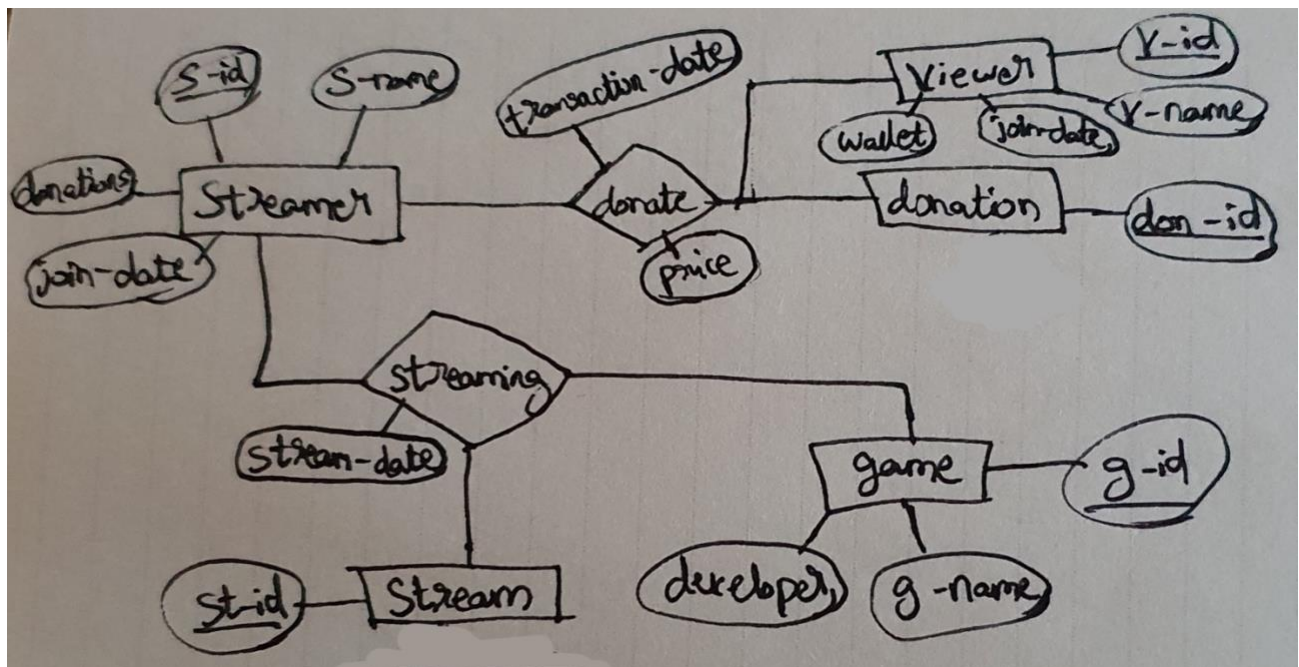 s-id
s-name
transaction-date
viewer
v-id
v-name
wallet
join-date
donations
streamer
donate
donation
don-id
join-date
price
streaming
stream-date
game
g-id
st-id
stream
developer
g-name